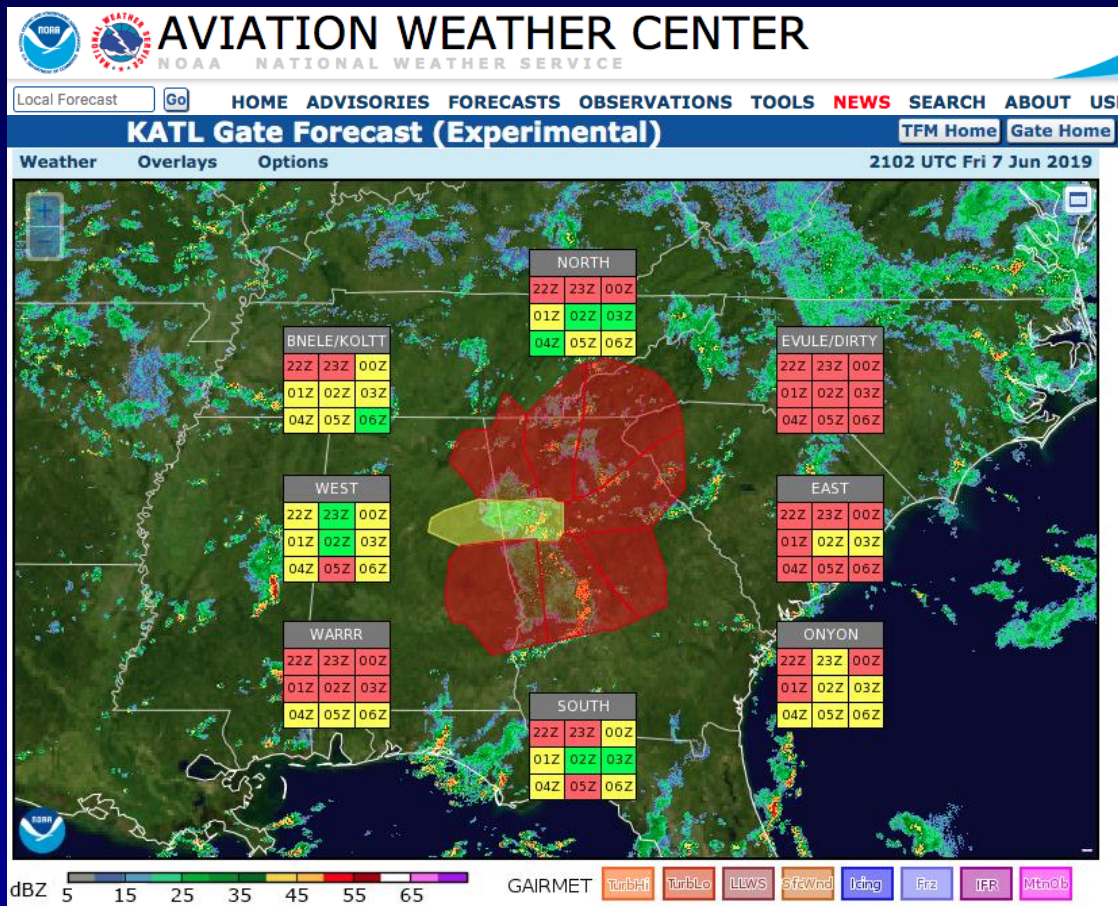 AVIATION WEATHER CENTER
NOAA NATIONAL WEATHER SERVICE
Local Forecast Go HOME ADVISORIES FORECASTS OBSERVATIONS TOOLS NEWS SEARCH ABOUT
KATL Gate Forecast (Experimental) TFM Home Gate Home
Weather Overlays Options 2102 UTC Fri 7 Jun 2019
+
−
NORTH
22Z 23Z 00Z
01Z 02Z 03Z
04Z 05Z 06Z
BNELE/KOLTT
22Z 23Z 00Z
01Z 02Z 03Z
04Z 05Z 06Z
EVULE/DIRTY
22Z 23Z 00Z
01Z 02Z 03Z
04Z 05Z 06Z
WEST
22Z 23Z 00Z
01Z 02Z 03Z
04Z 05Z 06Z
EAST
22Z 23Z 00Z
01Z 02Z 03Z
04Z 05Z 06Z
WARRR
22Z 23Z 00Z
01Z 02Z 03Z
04Z 05Z 06Z
ONYON
22Z 23Z 00Z
01Z 02Z 03Z
04Z 05Z 06Z
SOUTH
22Z 23Z 00Z
01Z 02Z 03Z
04Z 05Z 06Z
NOAA
dBZ 5 15 25 35 45 55 65 GAIRMET TurbHi TurbLo LLWS SfcWnd Icing Frz IFR MtnOb